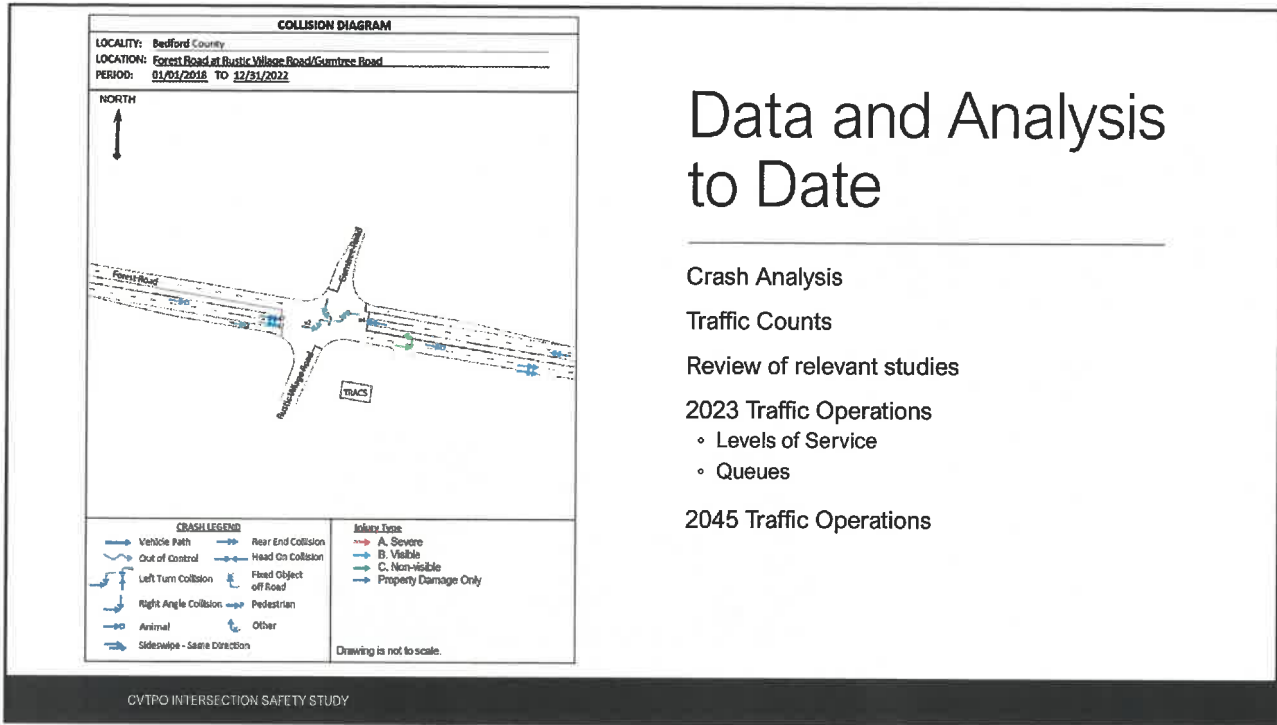 COLLISION DIAGRAM
LOCALITY: Bedford County
LOCATION: Forest Road at Rustic Village Road/Gumtree Road
PERIOD: 01/01/2018 TO 12/31/2022
NORTH
Forest Road
Gumtree Road
Rustic Village Road
TRACS
CRASH LEGEND
Vehicle Path
Rear End Collision
Out of Control
Head On Collision
Left Turn Collision
Fixed Object
off Road
Right Angle Collision
Pedestrian
Animal
Other
Sideswipe - Same Direction
Injury Type
A. Severe
B. Visible
C. Non-visible
Property Damage Only
Drawing is not to scale.
Data and Analysis
to Date
Crash Analysis
Traffic Counts
Review of relevant studies
2023 Traffic Operations
∘ Levels of Service
∘ Queues
2045 Traffic Operations
CVTPO INTERSECTION SAFETY STUDY